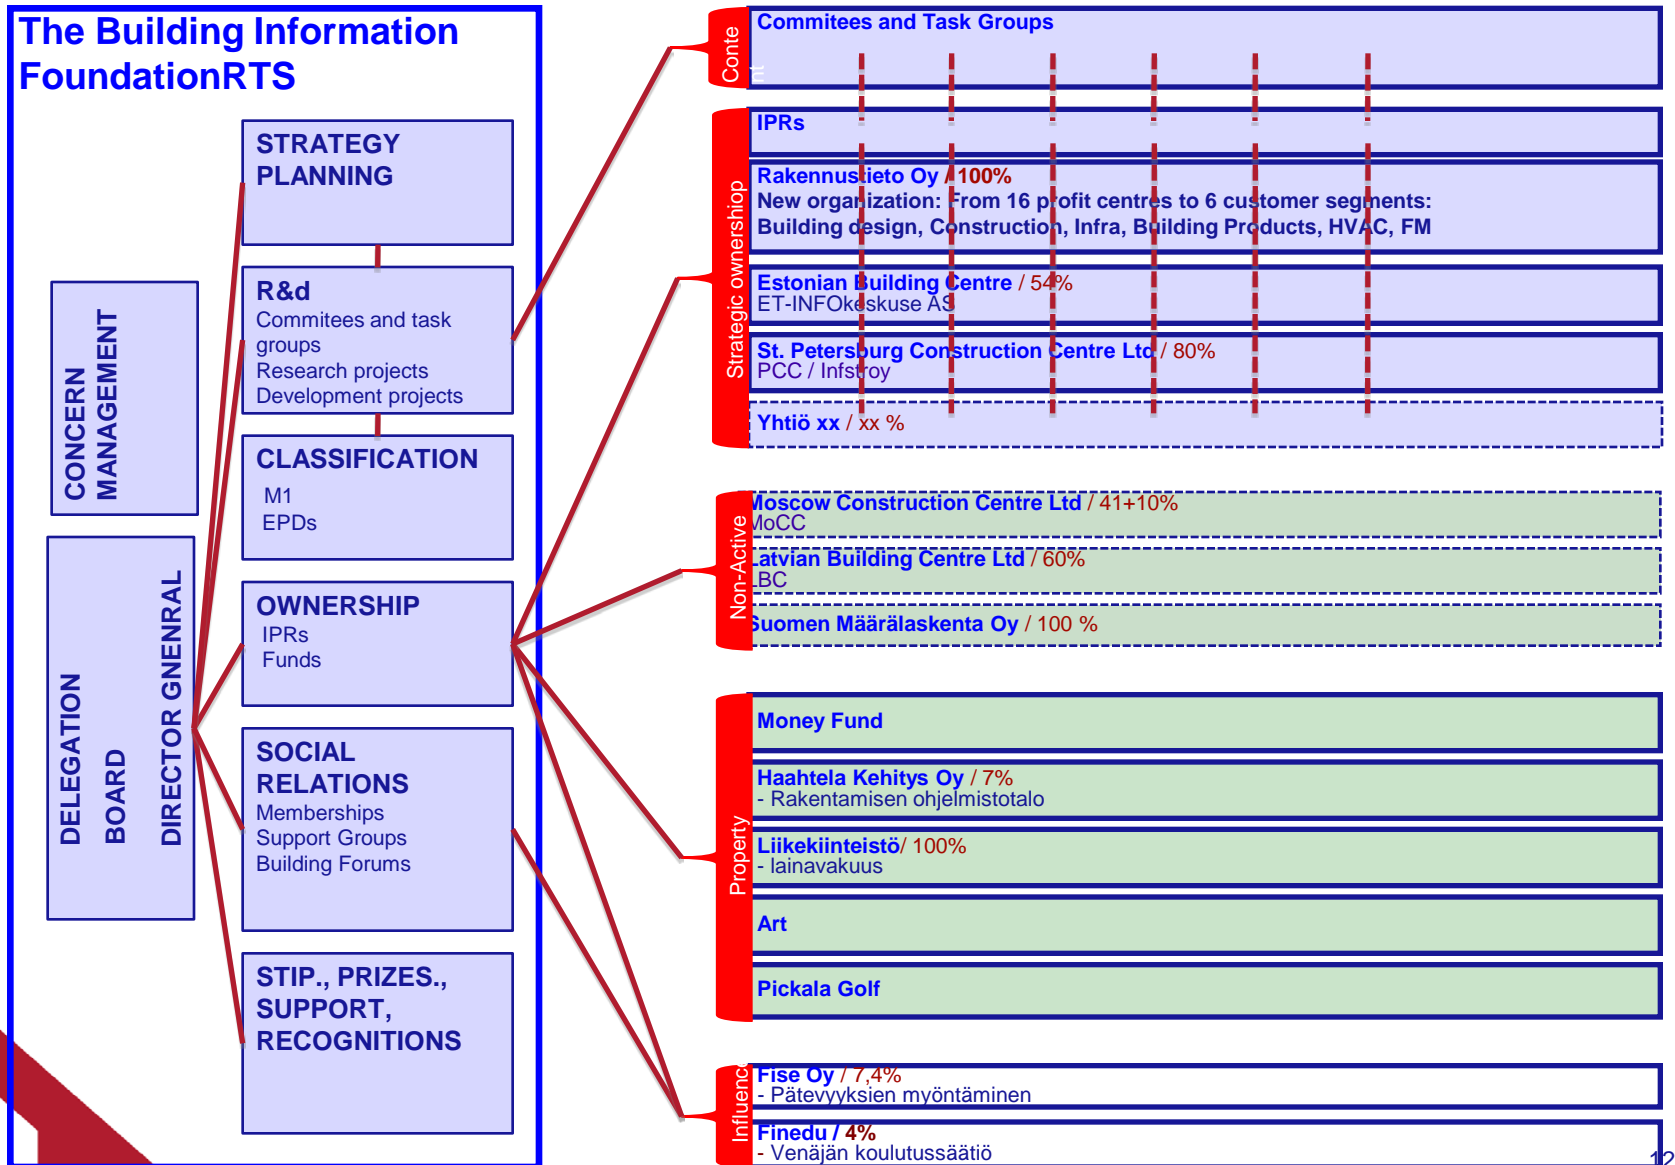 The Building Information
FoundationRTS
CONCERN
MANAGEMENT
DELEGATION
BOARD
DIRECTOR GNENRAL
STRATEGY
PLANNING
R&d
Commitees and task
groups
Research projects
Development projects
CLASSIFICATION
M1
EPDs
OWNERSHIP
IPRs
Funds
SOCIAL
RELATIONS
Memberships
Support Groups
Building Forums
STIP., PRIZES.,
SUPPORT,
RECOGNITIONS
Conte
nt
Commitees and Task Groups
Strategic ownershiop
IPRs
Rakennustieto Oy / 100%
New organization: From 16 profit centres to 6 customer segments:
Building design, Construction, Infra, Building Products, HVAC, FM
Estonian Building Centre / 54%
ET-INFOkeskuse AS
St. Petersburg Construction Centre Ltd / 80%
PCC / Infstroy
Yhtiö xx / xx %
Non-Active
Moscow Construction Centre Ltd / 41+10%
MoCC
Latvian Building Centre Ltd / 60%
LBC
Suomen Määrälaskenta Oy / 100 %
Property
Money Fund
Haahtela Kehitys Oy / 7%
- Rakentamisen ohjelmistotalo
Liikekiinteistö/ 100%
- lainavakuus
Art
Pickala Golf
Influenc
Fise Oy / 7,4%
- Pätevyyksien myöntäminen
Finedu / 4%
- Venäjän koulutussäätiö
12